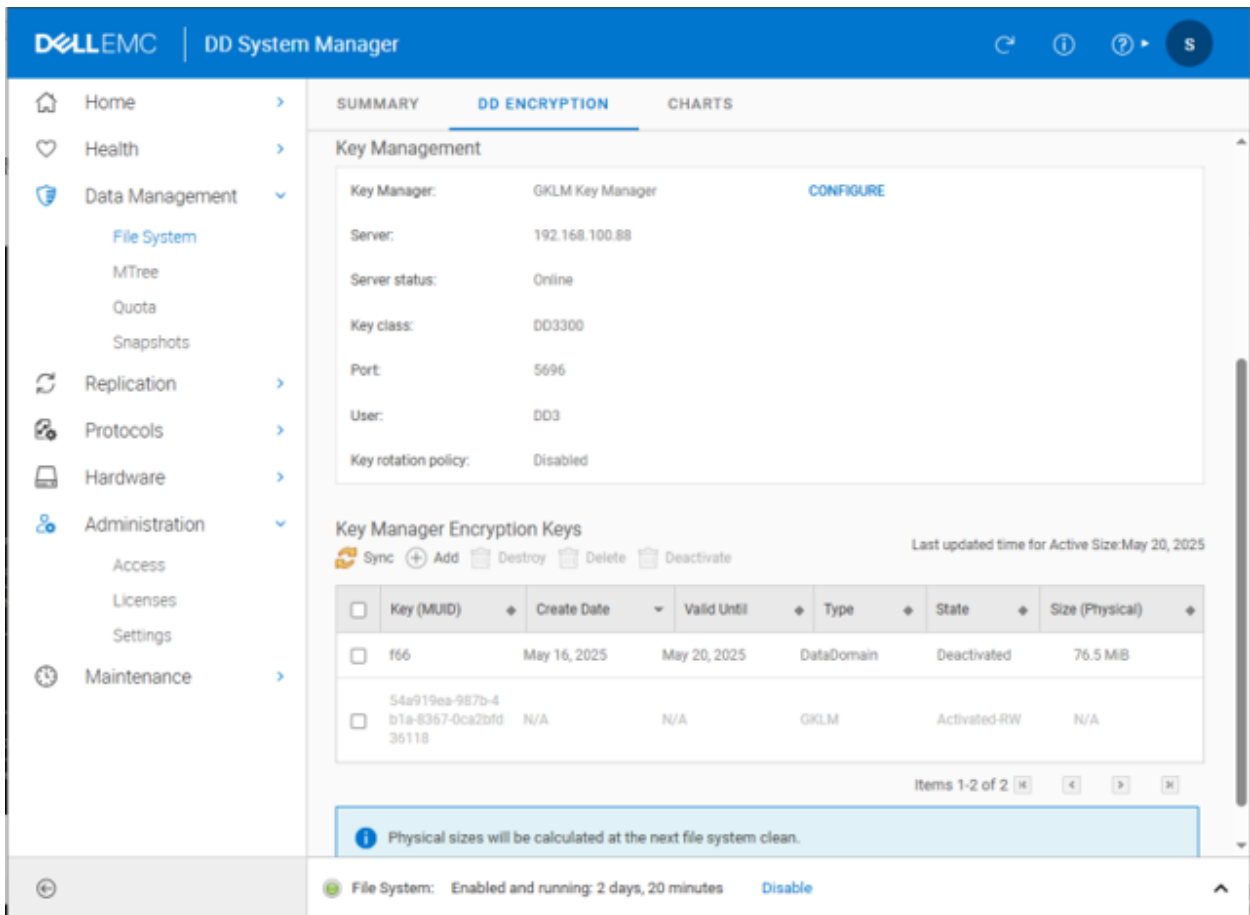 DELLEMC | DD System Manager
S
Home
Health
Data Management
File System
MTree
Quota
Snapshots
Replication
Protocols
Hardware
Administration
Access
Licenses
Settings
Maintenance
SUMMARY DD ENCRYPTION CHARTS
Key Management
Key Manager: GKLM Key Manager CONFIGURE
Server: 192.168.100.88
Server status: Online
Key class: DD3300
Port: 5696
User: DD3
Key rotation policy: Disabled
Key Manager Encryption Keys
Last updated time for Active Size:May 20, 2025
Sync Add Destroy Delete Deactivate
Key (MUID) Create Date Valid Until Type State Size (Physical)
f66 May 16, 2025 May 20, 2025 DataDomain Deactivated 76.5 MiB
54a919ea-987b-4
b1a-8367-0ca2bfd N/A N/A GKLM Activated-RW N/A
36118
Items 1-2 of 2
Physical sizes will be calculated at the next file system clean.
File System: Enabled and running: 2 days, 20 minutes Disable